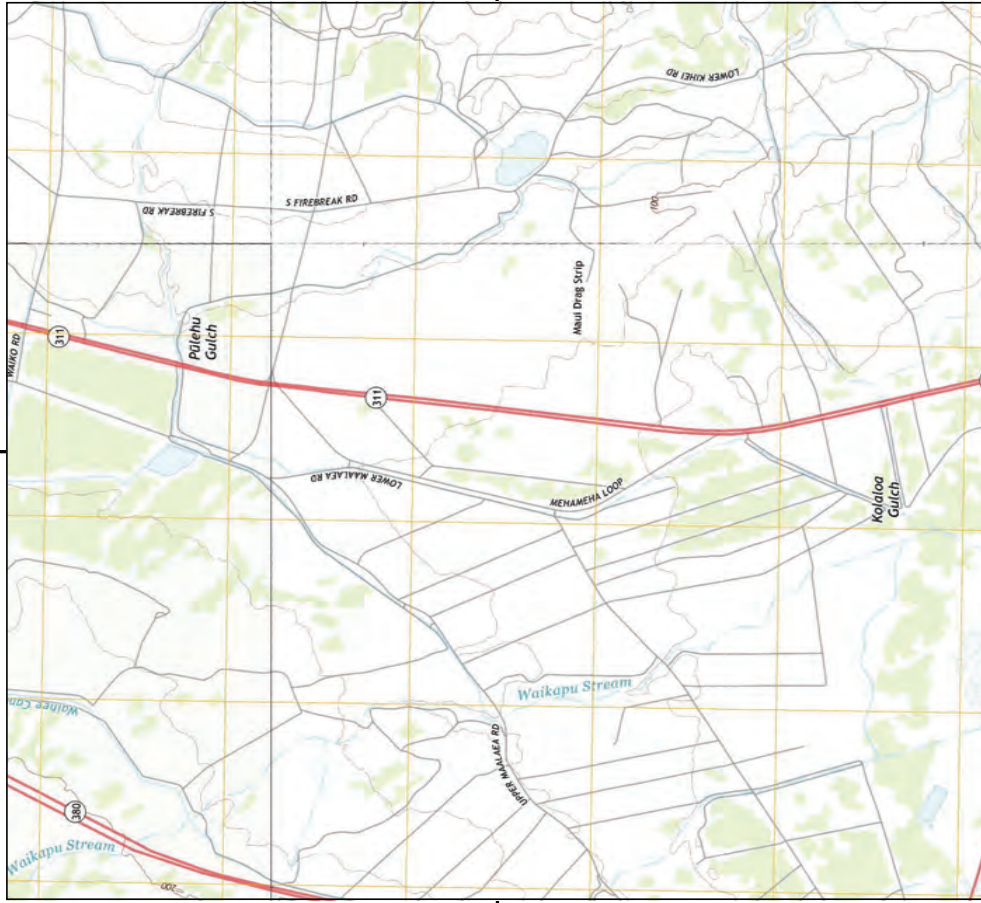 LOWER KIHEI RD
S FIREBREAK RD
S FIREBREAK RD
100
Maui Drag Strip
311
WAIKO RD
Pūlehu
Gulch
311
LOWER MAALAEA RD
MEHAMEHA LOOP
Kolaloa
Gulch
Waikapu Stream
UPPER MAALAEA RD
380
Waikapu Stream
200